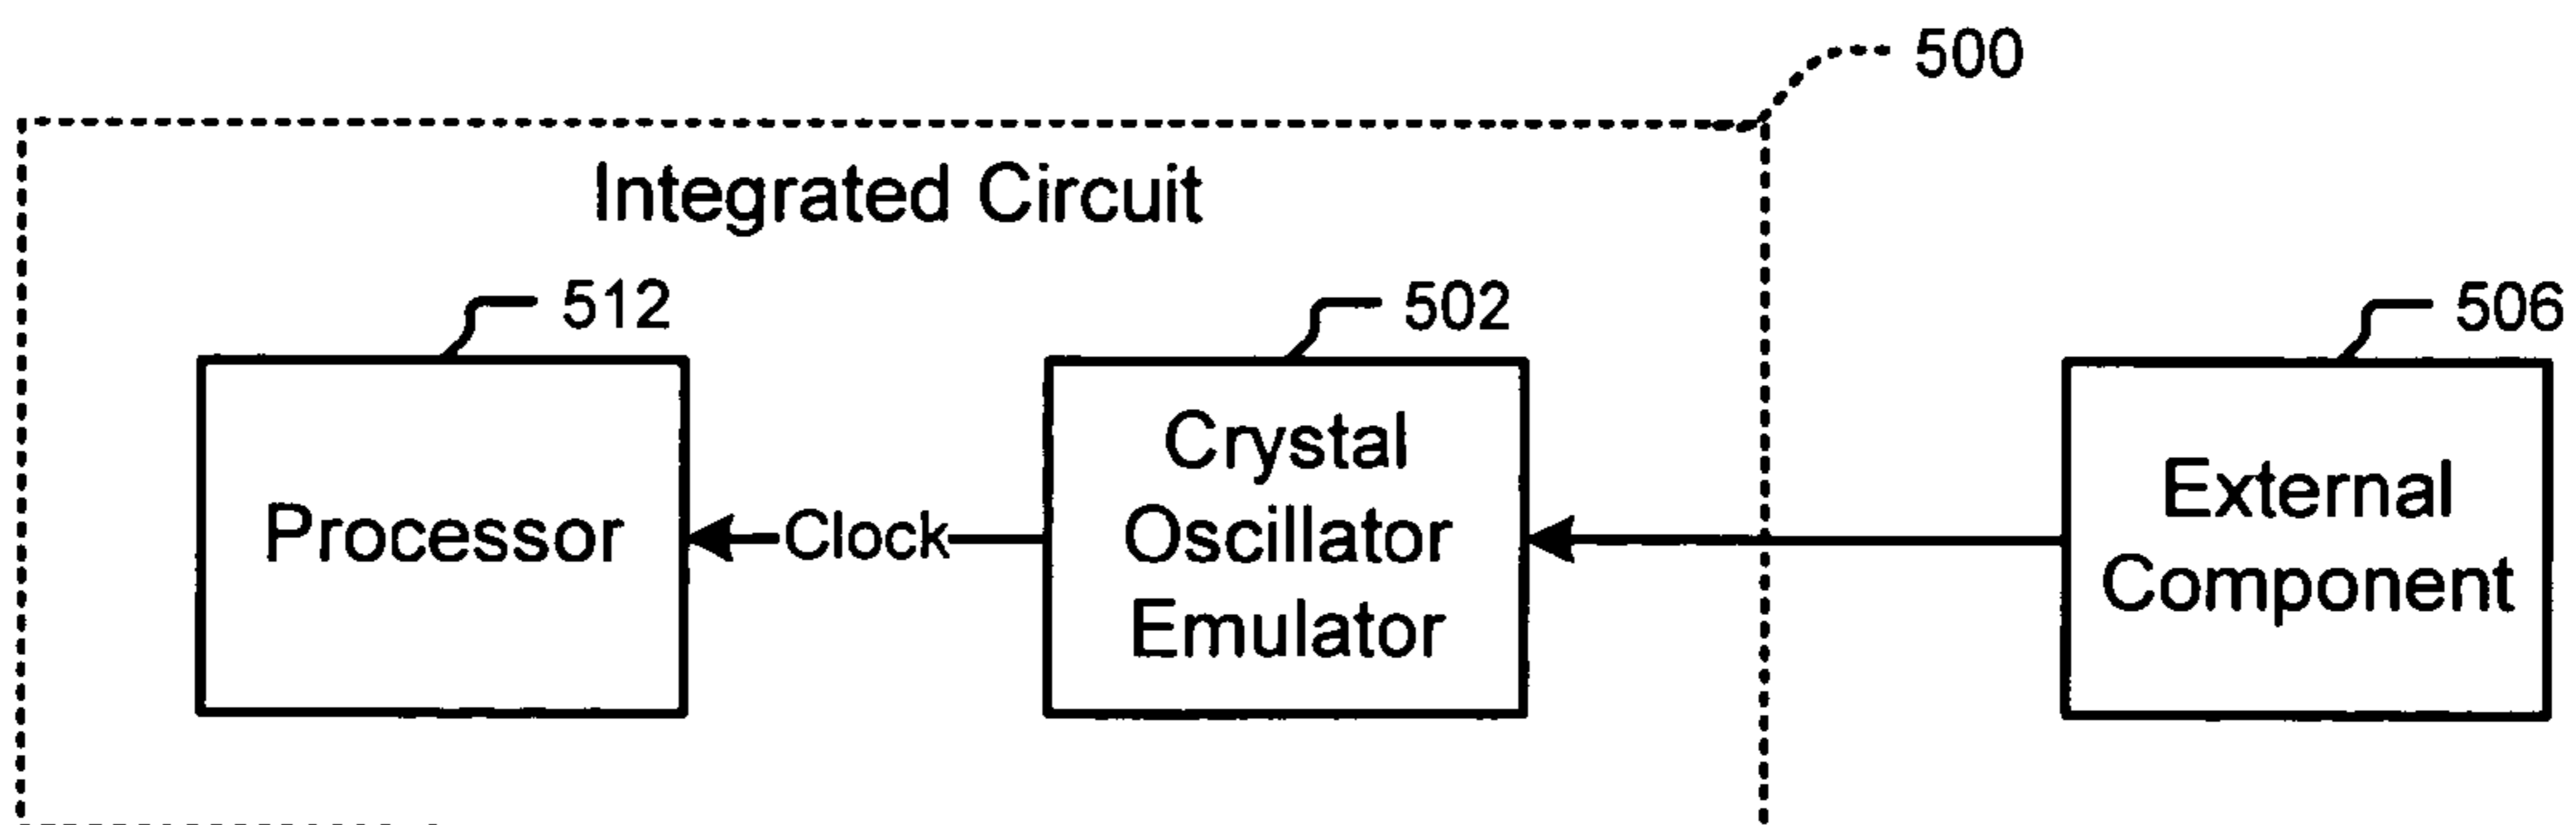 500
Integrated Circuit
512
502
506
Processor
Clock
Crystal
Oscillator
Emulator
External
Component